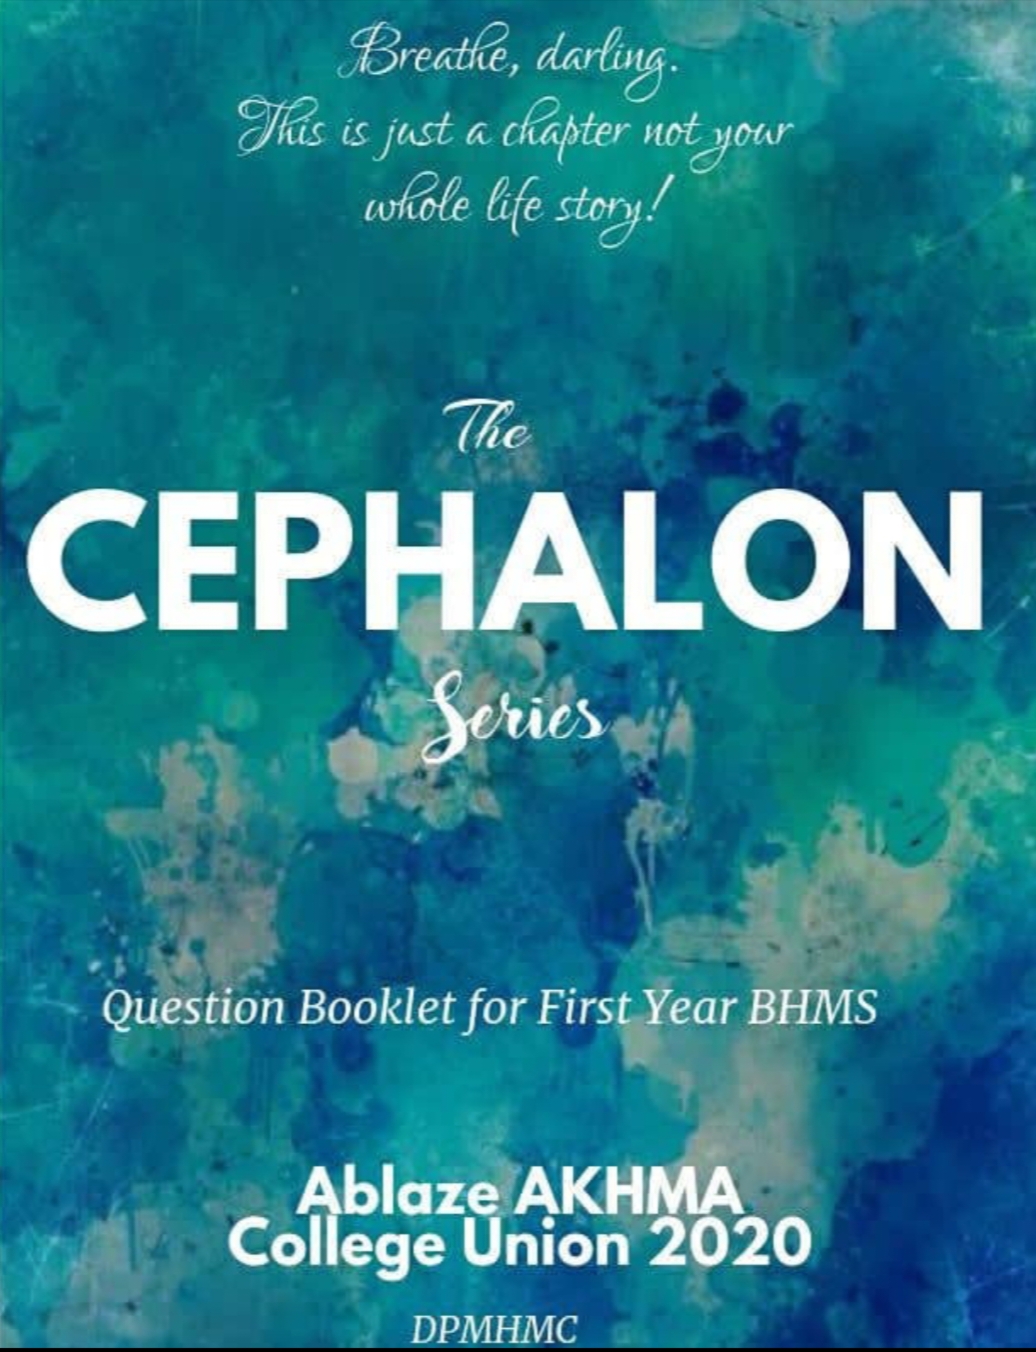 Breathe, darling.
This is just a chapter not your
whole life story!
The
CEPHALON
Series
Question Booklet for First Year BHMS
Ablaze AKHMA
College Union 2020
DPMHMC